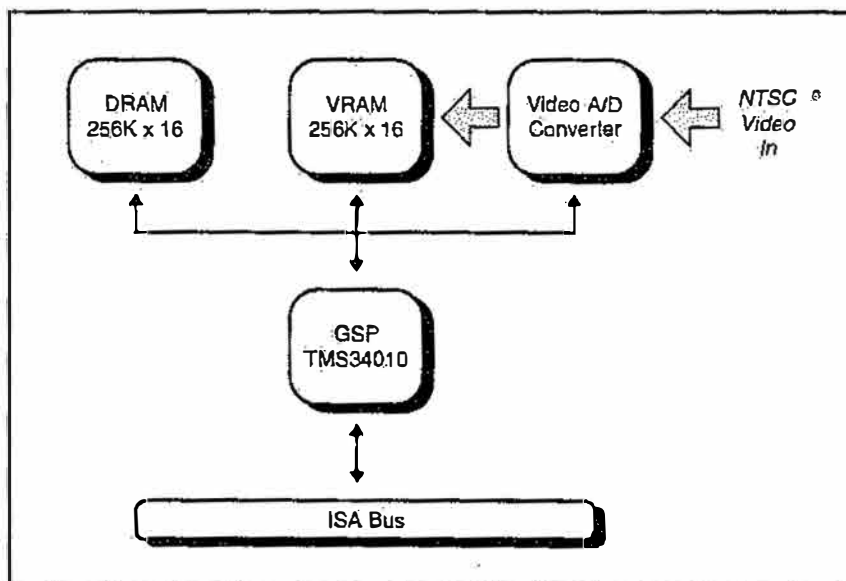 DRAM
256K x 16
VRAM
256K x 16
Video A/D
Converter
NTSC
Video
In
GSP
TMS34010
ISA Bus